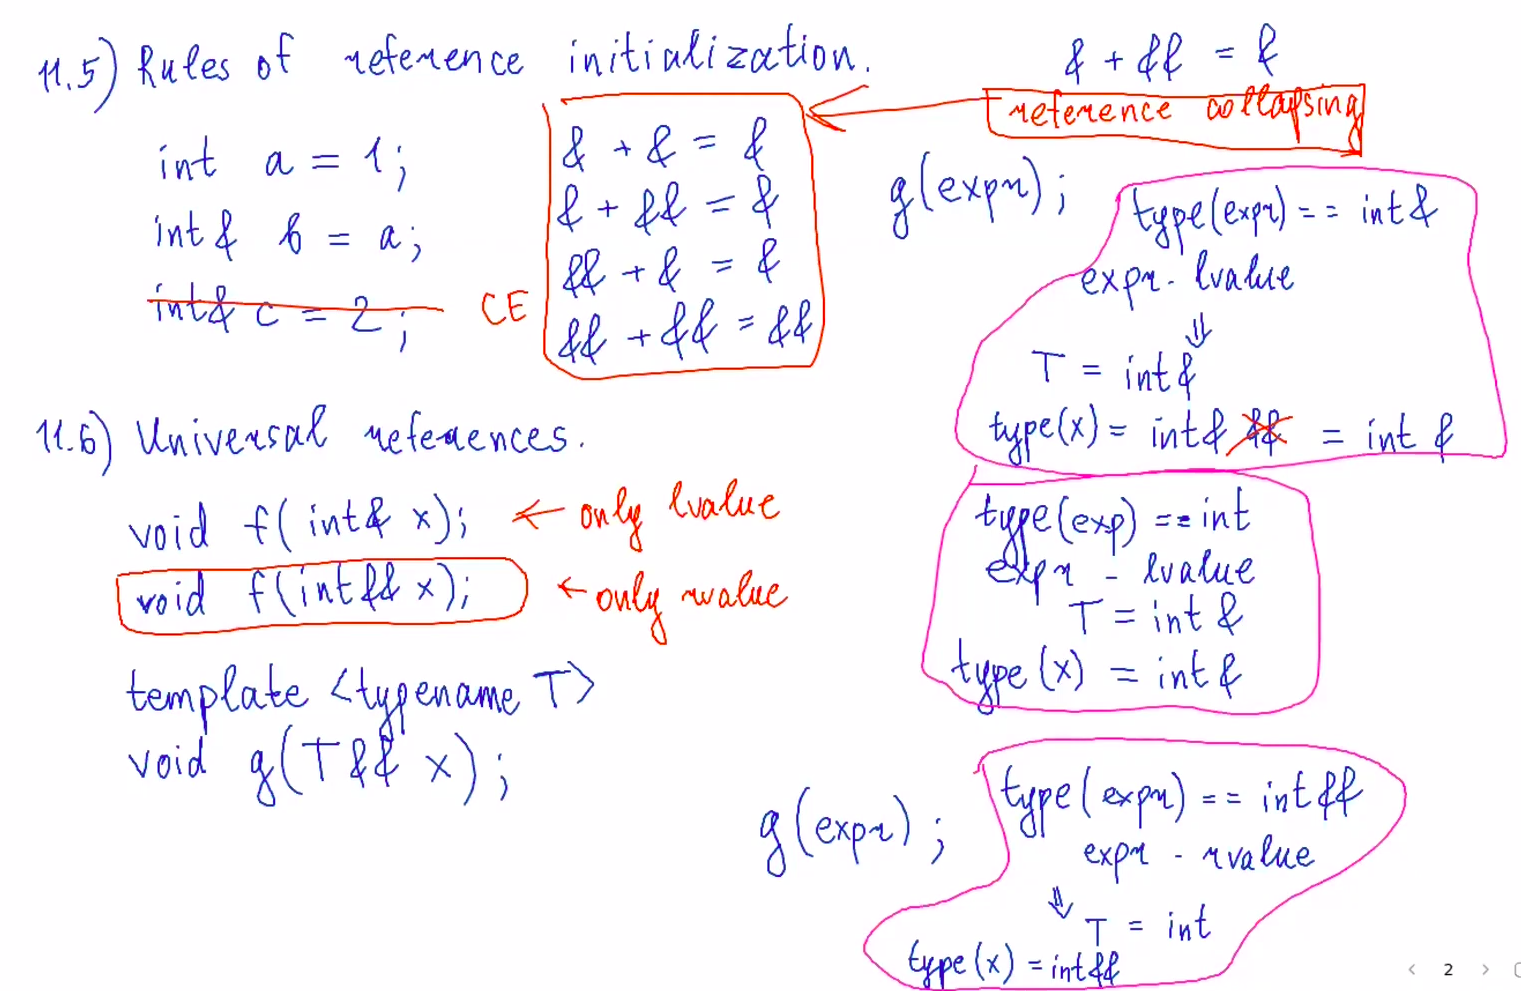 11.5) Rules of reference initialization.
& + && = &
reference collapsing
int a = 1;
int& b = a;
int& c = 2; CE
& + & = &
& + && = &
&& + & = &
&& + && = &&
g(expr);
type(expr) == int&
expr - lvalue
⇓
T = int&
type(x) = int& && = int &
11.6) Universal references.
void f(int& x); ← only lvalue
void f(int&& x); ← only rvalue
template <typename T>
void g(T&& x);
type(exp) == int
expr - lvalue
T = int &
type(x) = int &
g(expr);
type(expr) == int&&
expr - rvalue
⇓
T = int
type(x) = int&&
< 2 >